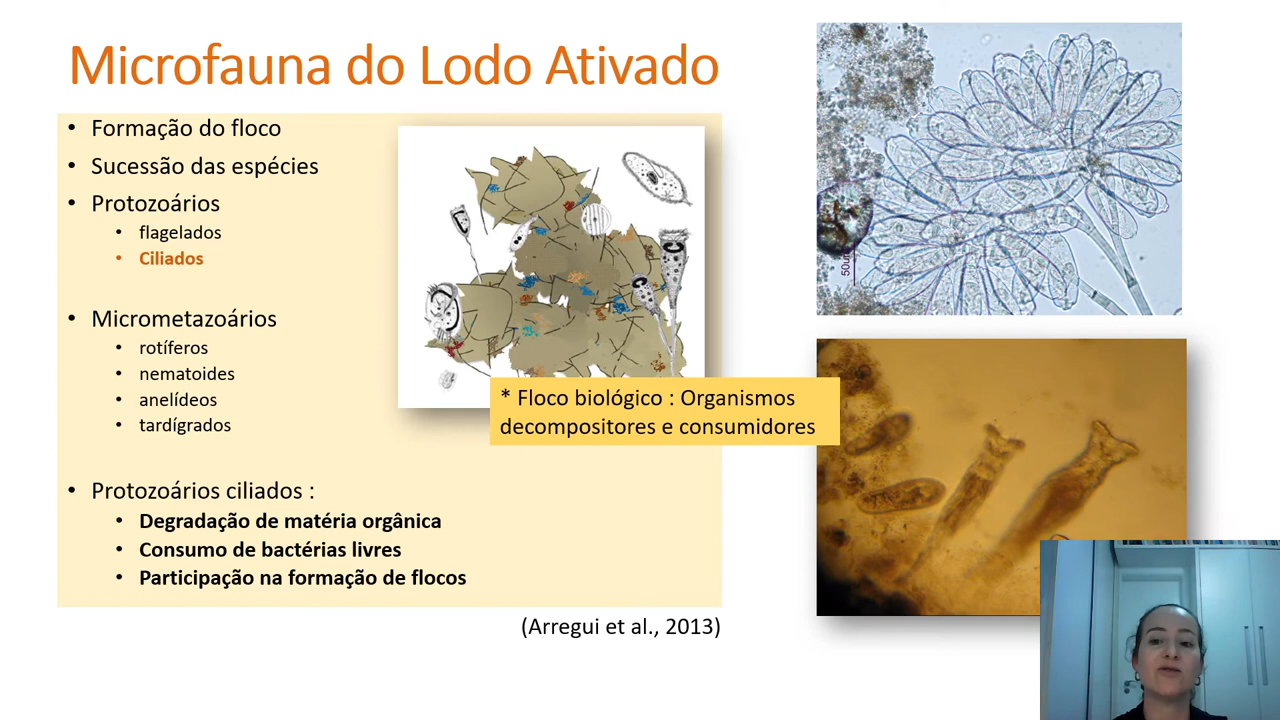 Microfauna do Lodo Ativado
• Formação do floco
• Sucessão das espécies
• Protozoários
• flagelados
• Ciliados
• Micrometazoários
• rotíferos
• nematoides
• anelídeos
• tardígrados
* Floco biológico : Organismos
decompositores e consumidores
• Protozoários ciliados :
• Degradação de matéria orgânica
• Consumo de bactérias livres
• Participação na formação de flocos
(Arregui et al., 2013)